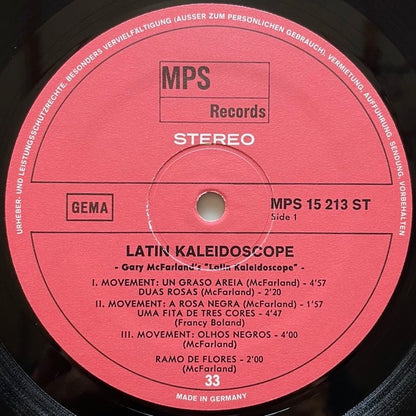 URHEBER- UND LEISTUNGSSCHUTZRECHTE, BESONDERS VERVIELFÄLTIGUNG (AUSSER ZUM PERSÖNLICHEN GEBRAUCH), VERMIETUNG, AUFFÜHRUNG, SENDUNG, VORBEHALTEN
MPS
Records
STEREO
GEMA
MPS 15 213 ST
Side 1
LATIN KALEIDOSCOPE
- Gary McFarland's "Latin Kaleidoscope" -
I. MOVEMENT: UN GRASO AREIA (McFarland) - 4'57
DUAS ROSAS (McFarland) - 2'20
II. MOVEMENT: A ROSA NEGRA (McFarland) - 1'57
UMA FITA DE TRES CORES - 4'47
(Francy Boland)
III. MOVEMENT: OLHOS NEGROS - 4'00
(McFarland)
RAMO DE FLORES - 2'00
(McFarland)
33
MADE IN GERMANY